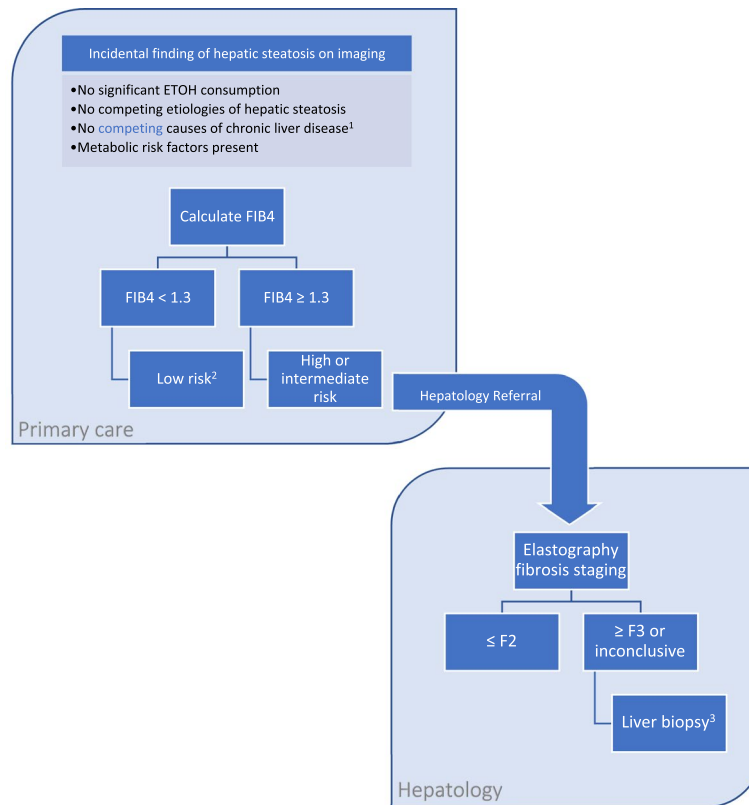 Incidental finding of hepatic steatosis on imaging
•No significant ETOH consumption
•No competing etiologies of hepatic steatosis
•No competing causes of chronic liver disease¹
•Metabolic risk factors present
Calculate FIB4
FIB4 < 1.3
FIB4 ≥ 1.3
Low risk²
High or
intermediate
risk
Hepatology Referral
Primary care
Elastography
fibrosis staging
≤ F2
≥ F3 or
inconclusive
Liver biopsy³
Hepatology